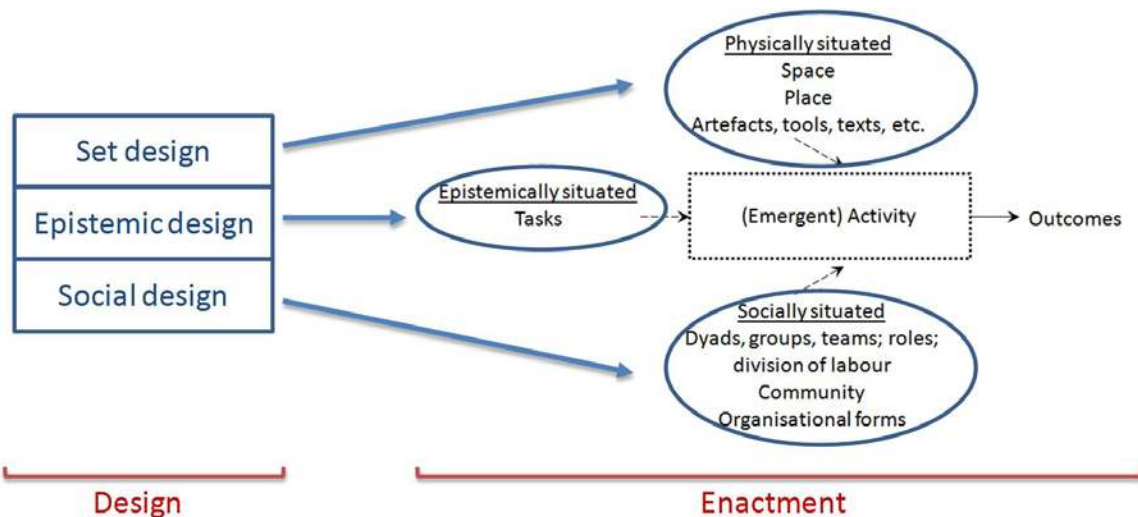 Set design
Epistemic design
Social design
Physically situated
Space
Place
Artefacts, tools, texts, etc.
Epistemically situated
Tasks
(Emergent) Activity
Outcomes
Socially situated
Dyads, groups, teams; roles;
division of labour
Community
Organisational forms
Design
Enactment